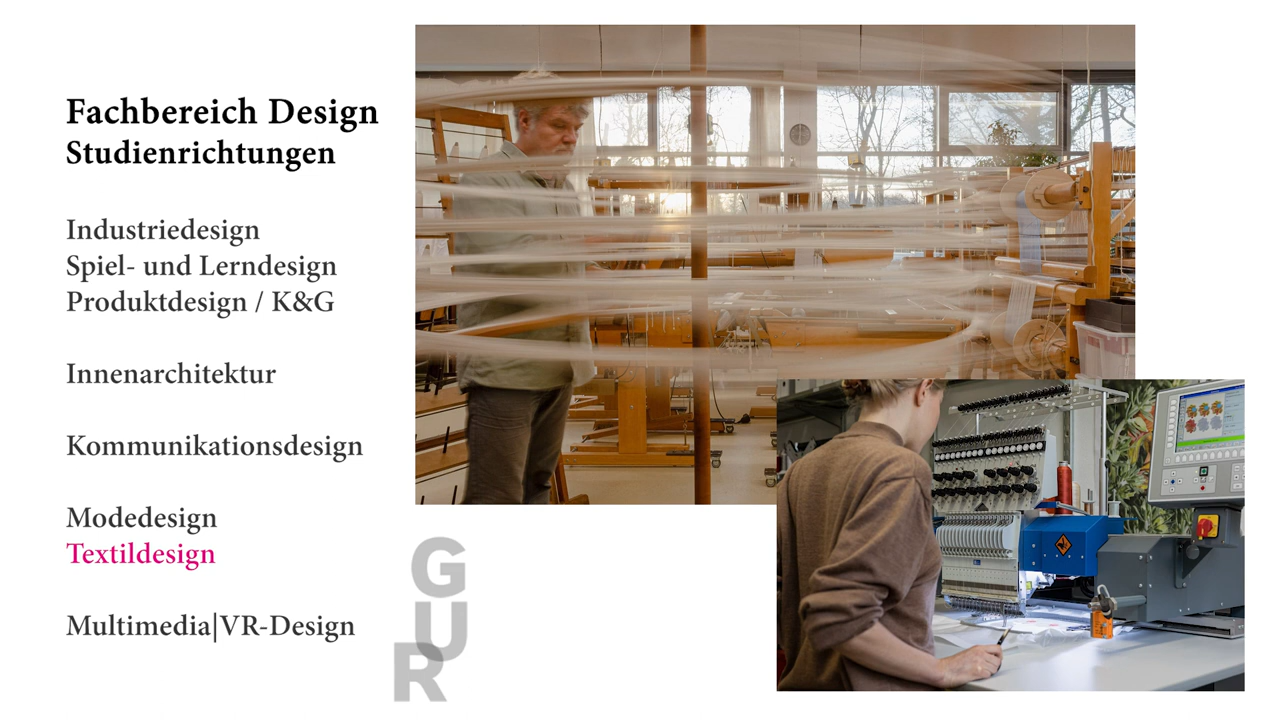 Fachbereich Design
Studienrichtungen
Industriedesign
Spiel- und Lerndesign
Produktdesign / K&G
Innenarchitektur
Kommunikationsdesign
Modedesign
Textildesign
Multimedia|VR-Design
G
U
R